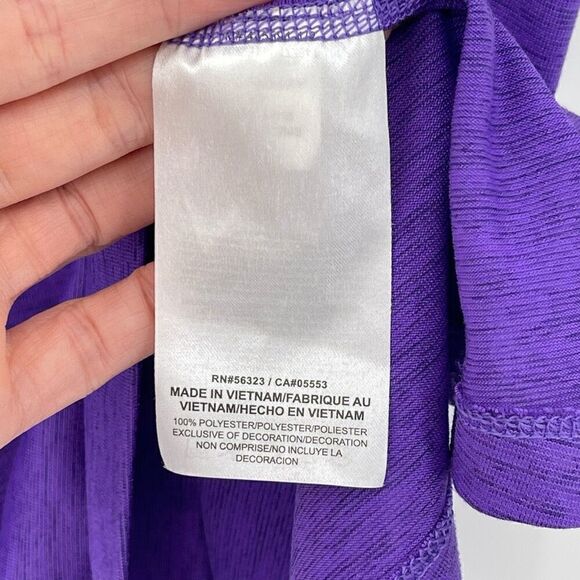 RN#56323 / CA#05553
MADE IN VIETNAM/FABRIQUE AU
VIETNAM/HECHO EN VIETNAM
100% POLYESTER/POLYESTER/POLIESTER
EXCLUSIVE OF DECORATION/DECORATION
NON COMPRISE/NO INCLUYE LA
DECORACION